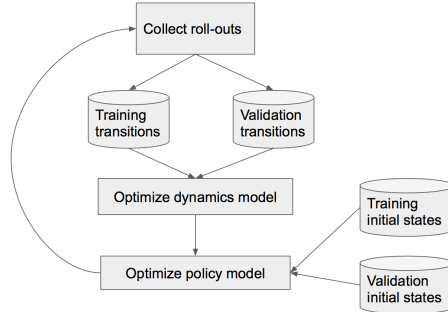 Collect roll-outs
Training
transitions
Validation
transitions
Optimize dynamics model
Training
initial states
Optimize policy model
Validation
initial states